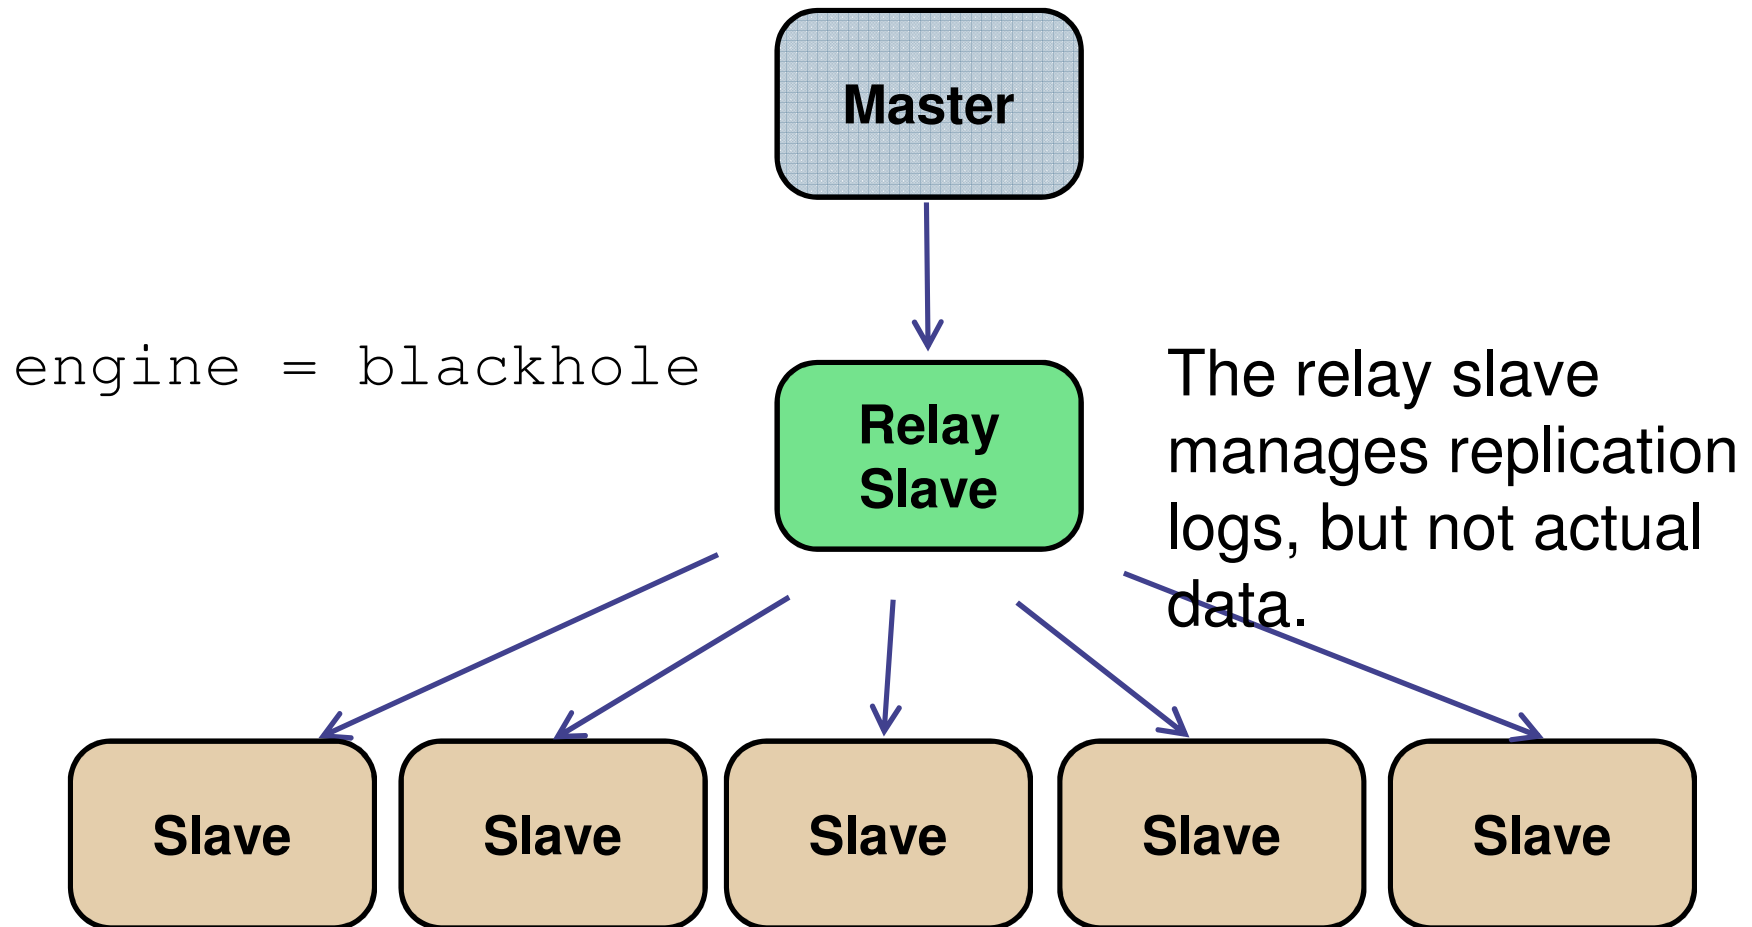 Master
engine = blackhole
Relay
Slave
The relay slave
manages replication
logs, but not actual
data.
Slave
Slave
Slave
Slave
Slave